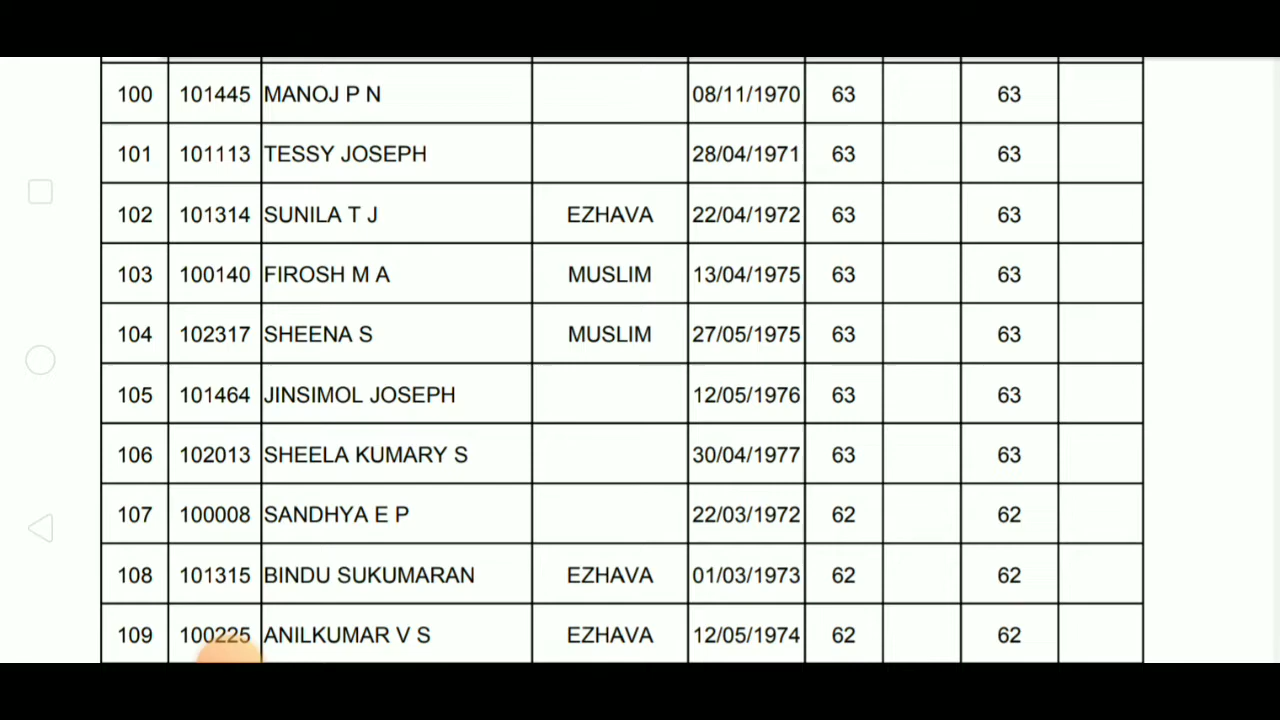 100 101445 MANOJ P N 08/11/1970 63 63
101 101113 TESSY JOSEPH 28/04/1971 63 63
102 101314 SUNILA T J EZHAVA 22/04/1972 63 63
103 100140 FIROSH M A MUSLIM 13/04/1975 63 63
104 102317 SHEENA S MUSLIM 27/05/1975 63 63
105 101464 JINSIMOL JOSEPH 12/05/1976 63 63
106 102013 SHEELA KUMARY S 30/04/1977 63 63
107 100008 SANDHYA E P 22/03/1972 62 62
108 101315 BINDU SUKUMARAN EZHAVA 01/03/1973 62 62
109 100225 ANILKUMAR V S EZHAVA 12/05/1974 62 62